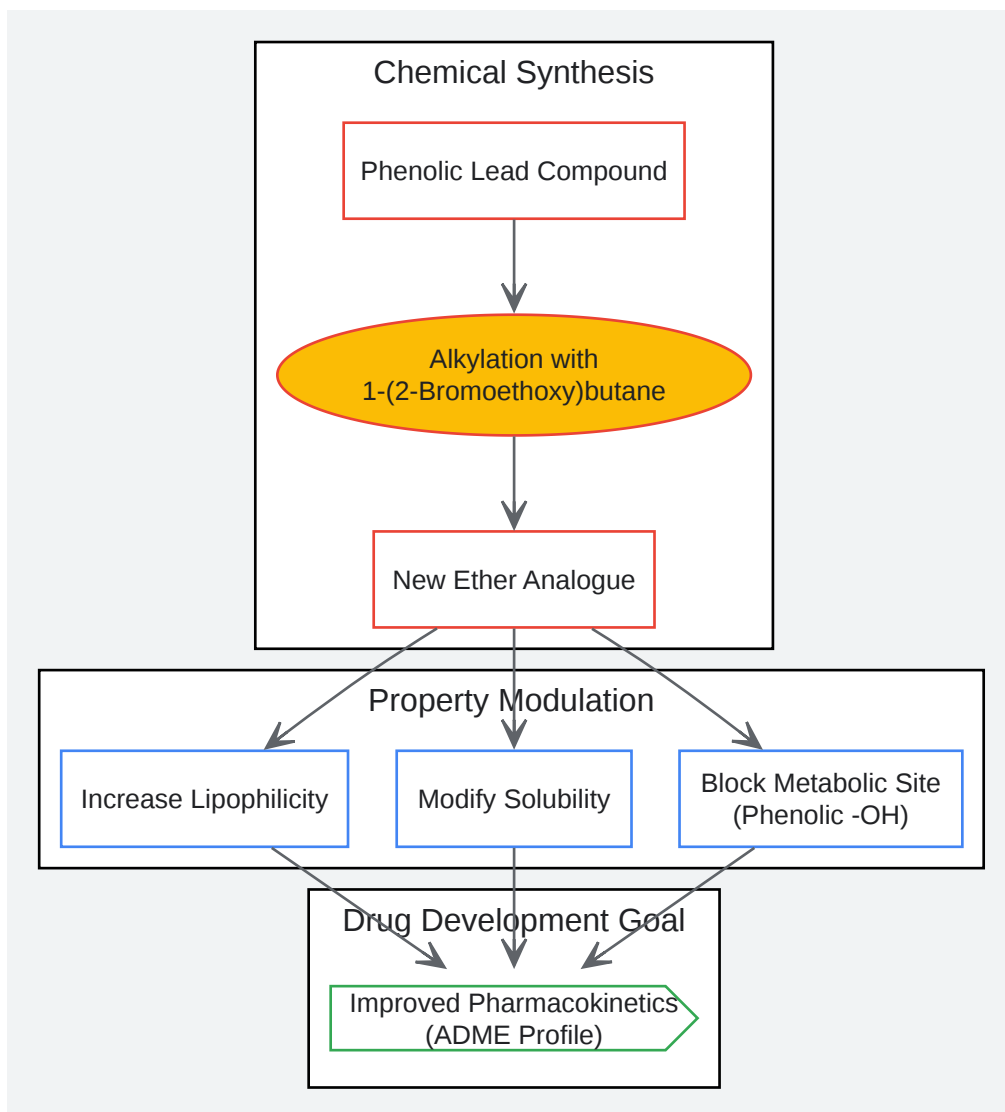 Chemical Synthesis
Phenolic Lead Compound
Alkylation with
1-(2-Bromoethoxy)butane
New Ether Analogue
Property Modulation
Increase Lipophilicity
Modify Solubility
Block Metabolic Site
(Phenolic -OH)
Drug Development Goal
Improved Pharmacokinetics
(ADME Profile)